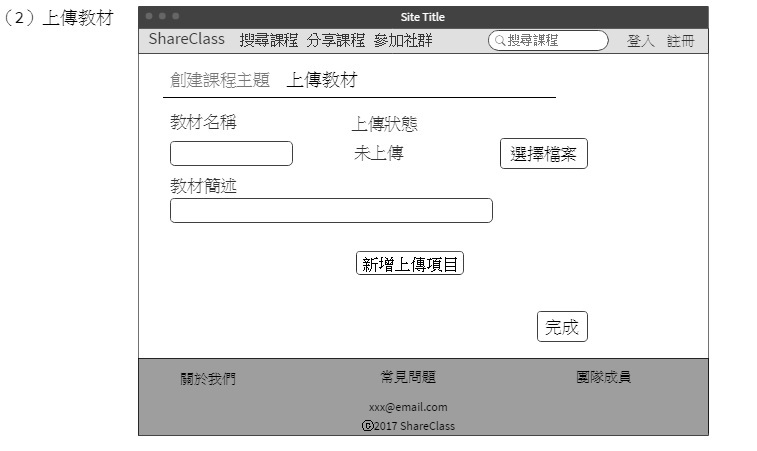 （2）上傳教材
Site Title
ShareClass 搜尋課程 分享課程 參加社群 搜尋課程 登入 註冊
創建課程主題 上傳教材
教材名稱 上傳狀態
未上傳 選擇檔案
教材簡述
新增上傳項目
完成
關於我們 常見問題 團隊成員
xxx@email.com
©2017 ShareClass